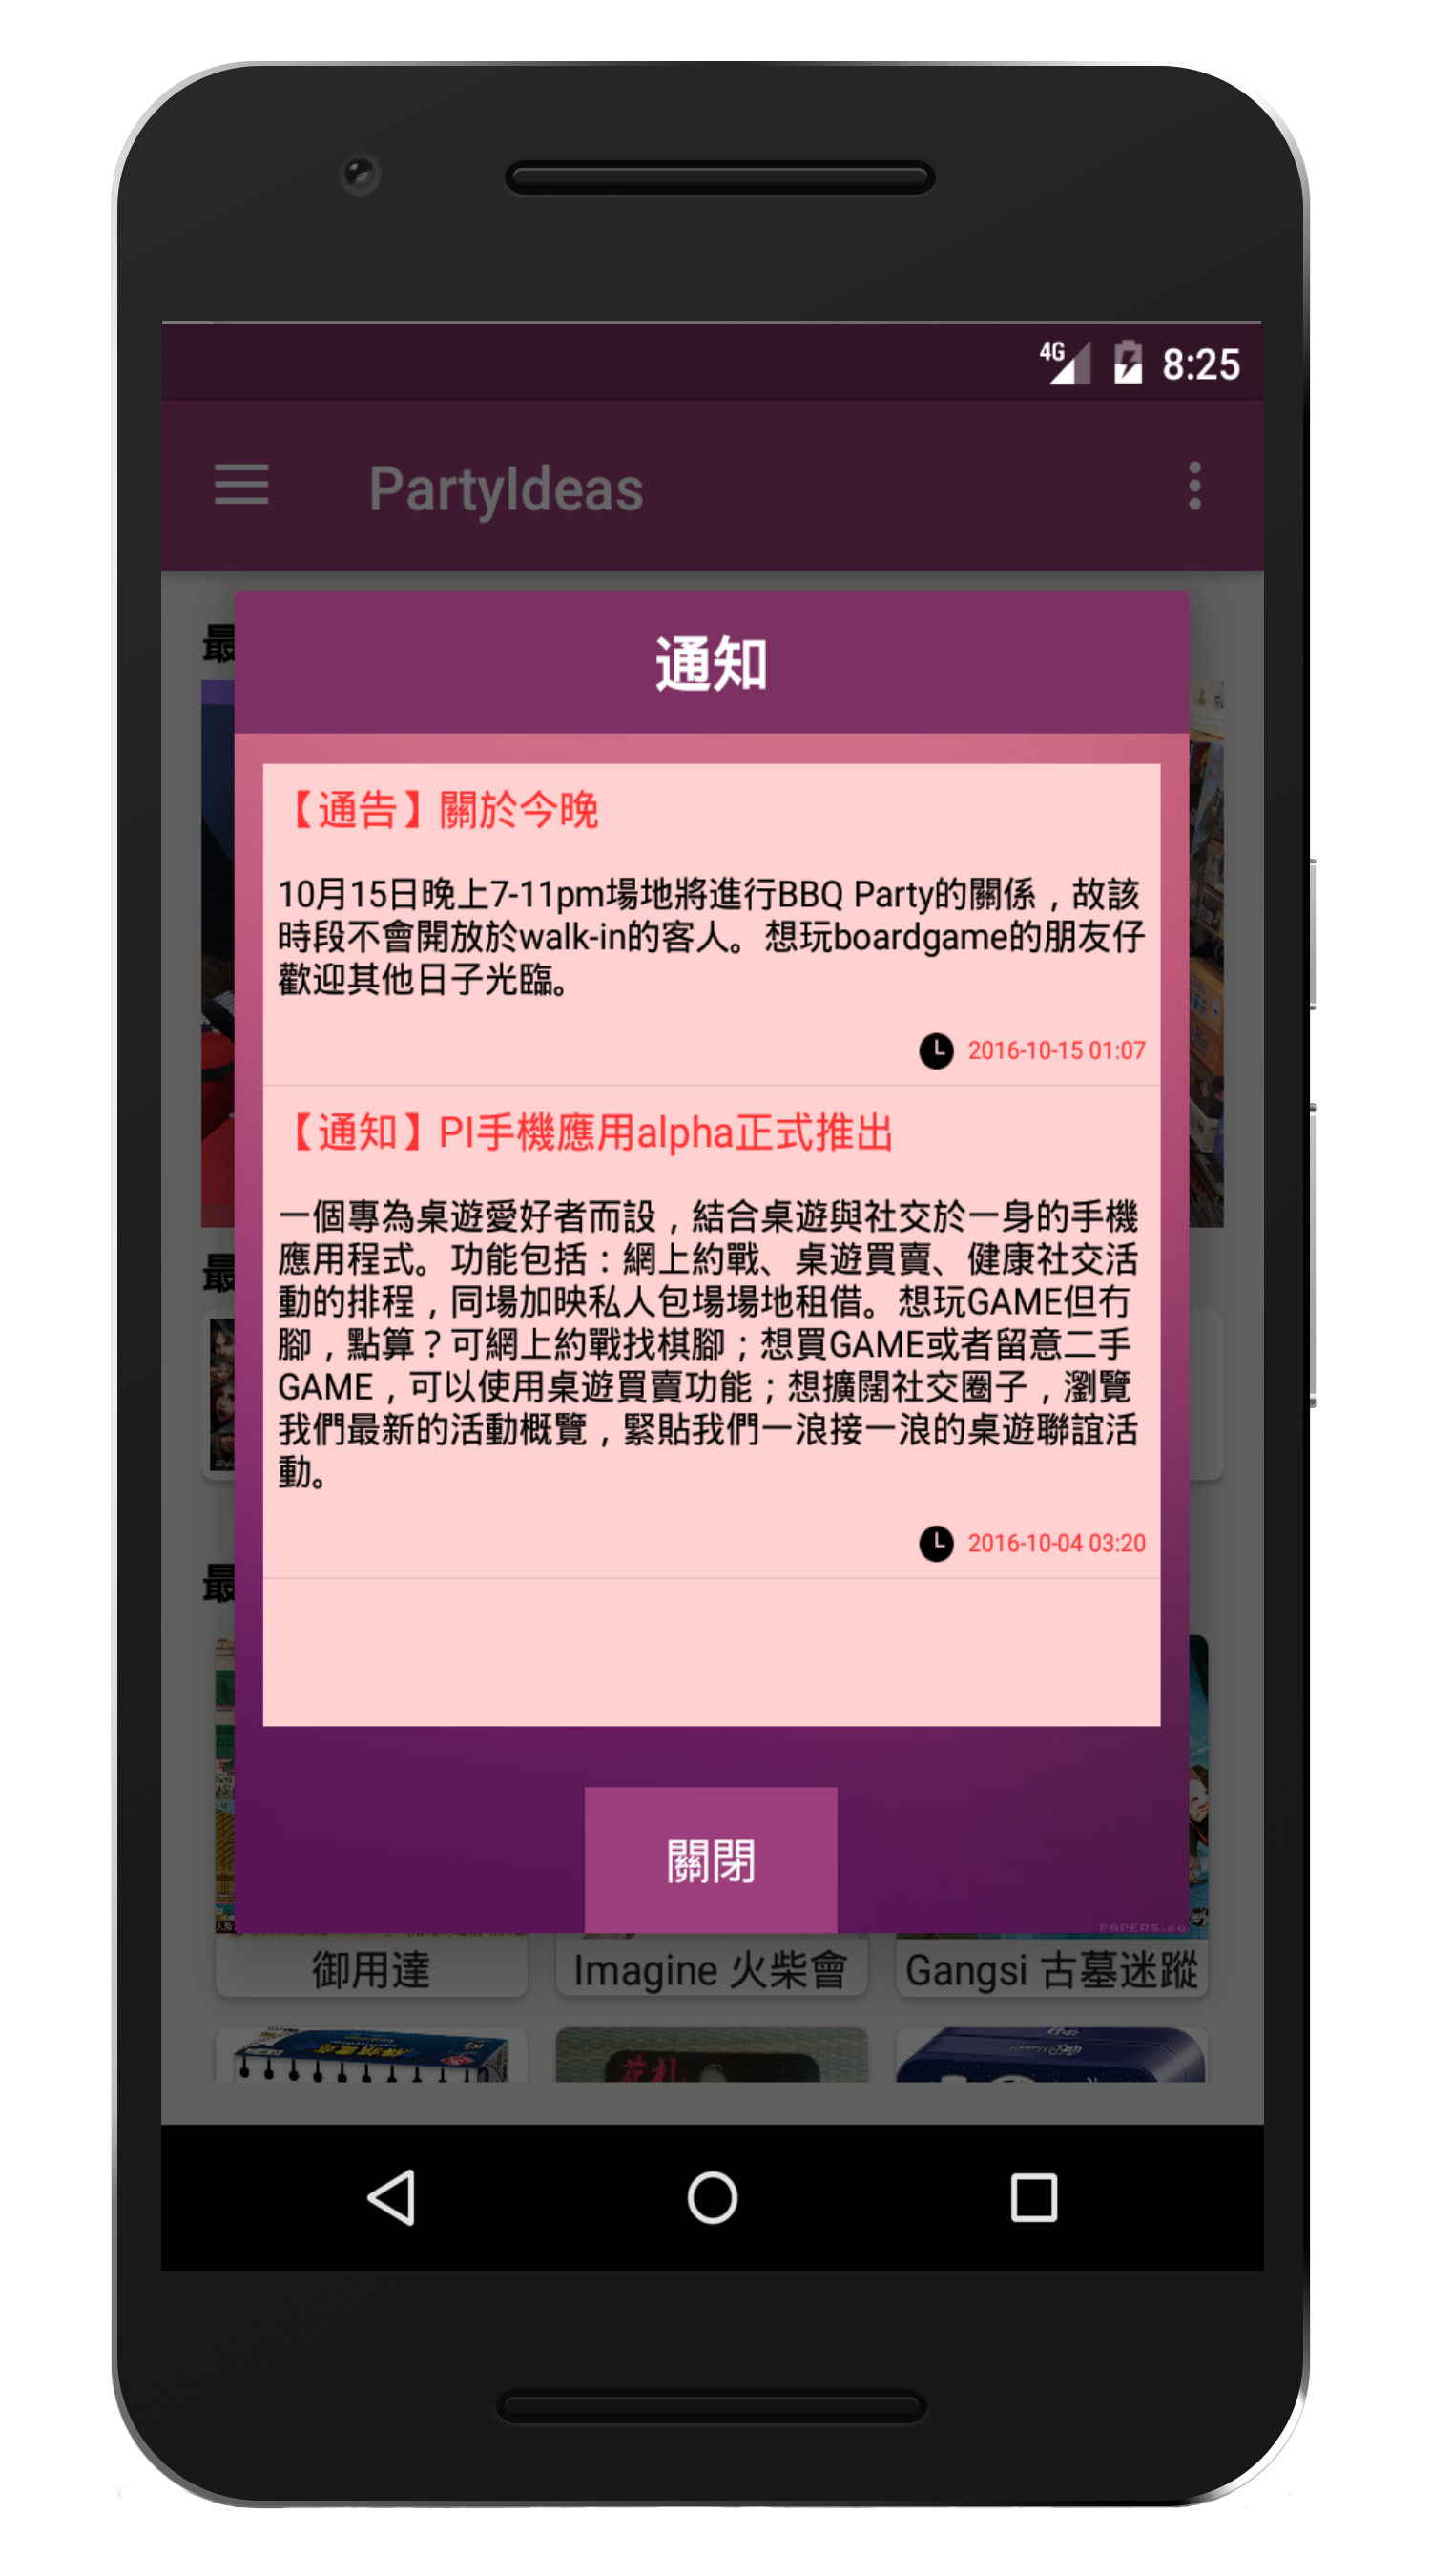 4G 8:25
PartyIdeas
最
通知
【通告】關於今晚
10月15日晚上7-11pm場地將進行BBQ Party的關係，故該
時段不會開放於walk-in的客人。想玩boardgame的朋友仔
歡迎其他日子光臨。
2016-10-15 01:07
【通知】PI手機應用alpha正式推出
一個專為桌遊愛好者而設，結合桌遊與社交於一身的手機
應用程式。功能包括：網上約戰、桌遊買賣、健康社交活
動的排程，同場加映私人包場場地租借。想玩GAME但冇
腳，點算？可網上約戰找棋腳；想買GAME或者留意二手
GAME，可以使用桌遊買賣功能；想擴闊社交圈子，瀏覽
我們最新的活動概覽，緊貼我們一浪接一浪的桌遊聯誼活
動。
2016-10-04 03:20
最
最
關閉
PAPERS.co
御用達
Imagine 火柴會
Gangsi 古墓迷蹤
花札